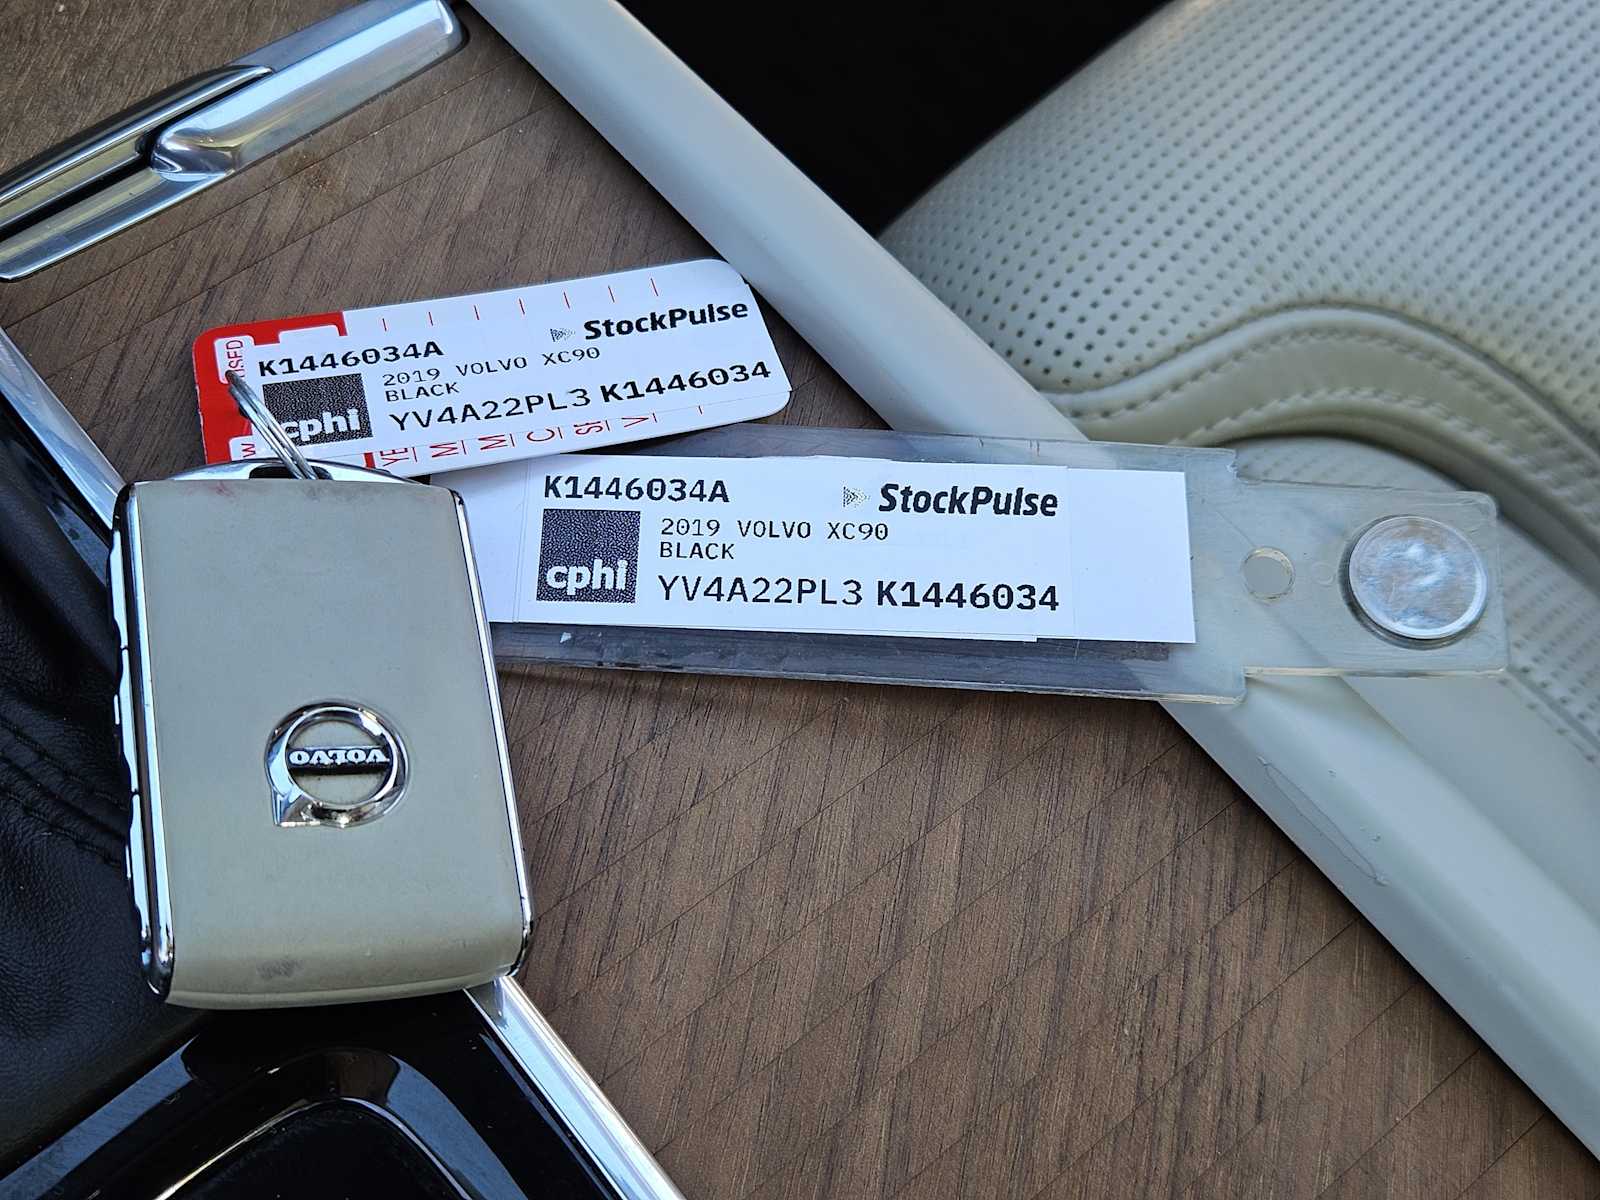 StockPulse
K1446034A
2019 VOLVO XC90
BLACK
cphi
YV4A22PL3 K1446034
K1446034A
StockPulse
2019 VOLVO XC90
BLACK
cphi
YV4A22PL3 K1446034
VOLVO